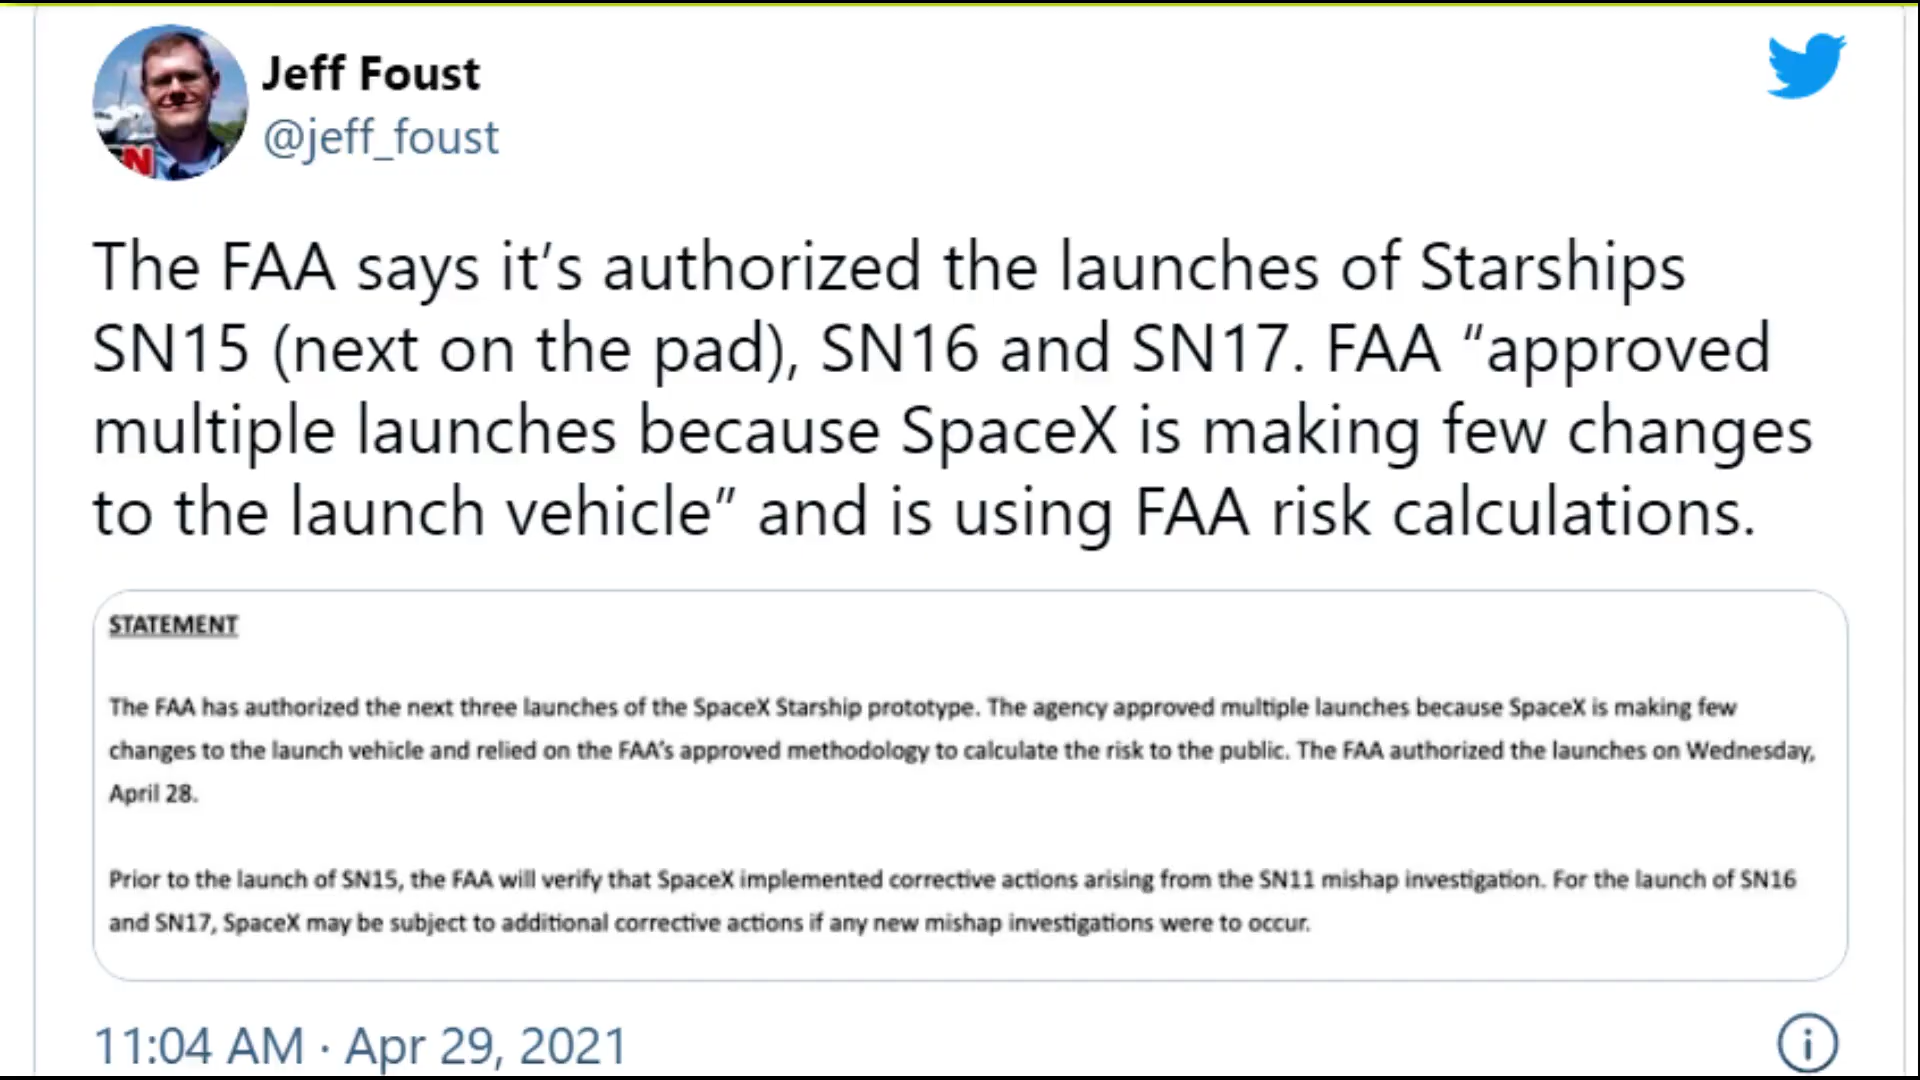 Jeff Foust
@jeff_foust
The FAA says it’s authorized the launches of Starships
SN15 (next on the pad), SN16 and SN17. FAA “approved
multiple launches because SpaceX is making few changes
to the launch vehicle” and is using FAA risk calculations.
STATEMENT
The FAA has authorized the next three launches of the SpaceX Starship prototype. The agency approved multiple launches because SpaceX is making few
changes to the launch vehicle and relied on the FAA’s approved methodology to calculate the risk to the public. The FAA authorized the launches on Wednesday,
April 28.
Prior to the launch of SN15, the FAA will verify that SpaceX implemented corrective actions arising from the SN11 mishap investigation. For the launch of SN16
and SN17, SpaceX may be subject to additional corrective actions if any new mishap investigations were to occur.
11:04 AM · Apr 29, 2021